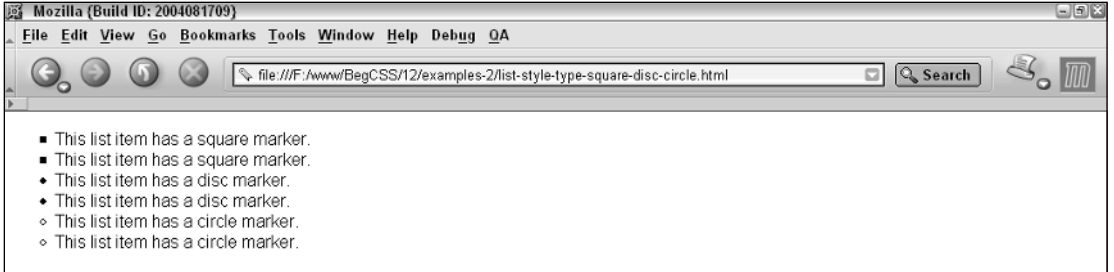 Mozilla {Build ID: 2004081709}
File Edit View Go Bookmarks Tools Window Help Debug QA
file:///F:/www/BegCSS/12/examples-2/list-style-type-square-disc-circle.html Search
This list item has a square marker.
This list item has a square marker.
This list item has a disc marker.
This list item has a disc marker.
This list item has a circle marker.
This list item has a circle marker.